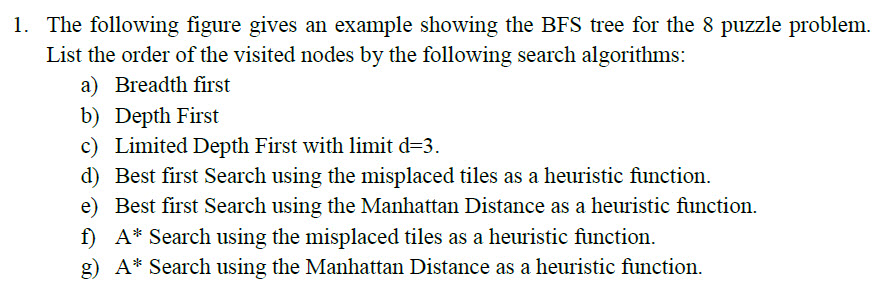 1. The following figure gives an example showing the BFS tree for the 8 puzzle problem.
List the order of the visited nodes by the following search algorithms:
a) Breadth first
b) Depth First
c) Limited Depth First with limit d=3.
d) Best first Search using the misplaced tiles as a heuristic function.
e) Best first Search using the Manhattan Distance as a heuristic function.
f) A* Search using the misplaced tiles as a heuristic function.
g) A* Search using the Manhattan Distance as a heuristic function.